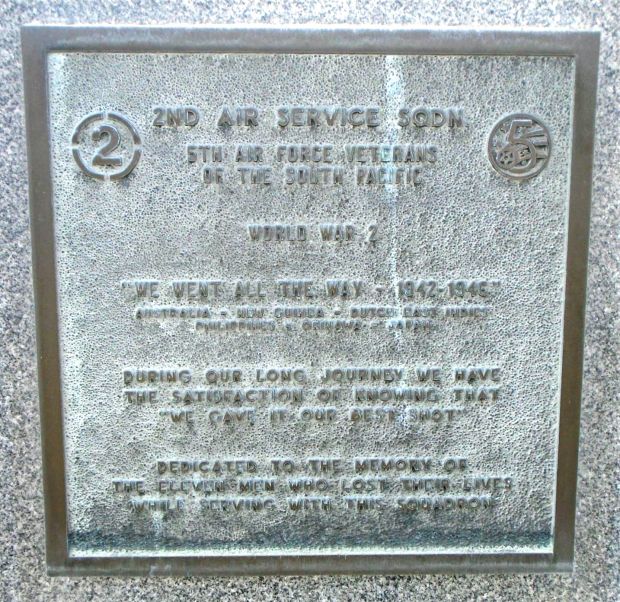 2ND AIR SERVICE SQDN.
2
5
5TH AIR FORCE VETERANS
OF THE SOUTH PACIFIC
WORLD WAR 2
"WE WENT ALL THE WAY - 1942-1946"
AUSTRALIA - NEW GUINEA - DUTCH EAST INDIES
PHILIPPINES - OKINAWA - JAPAN
DURING OUR LONG JOURNEY WE HAVE
THE SATISFACTION OF KNOWING THAT
"WE GAVE IT OUR BEST SHOT"
DEDICATED TO THE MEMORY OF
THE ELEVEN MEN WHO LOST THEIR LIVES
WHILE SERVING WITH THIS SQUADRON